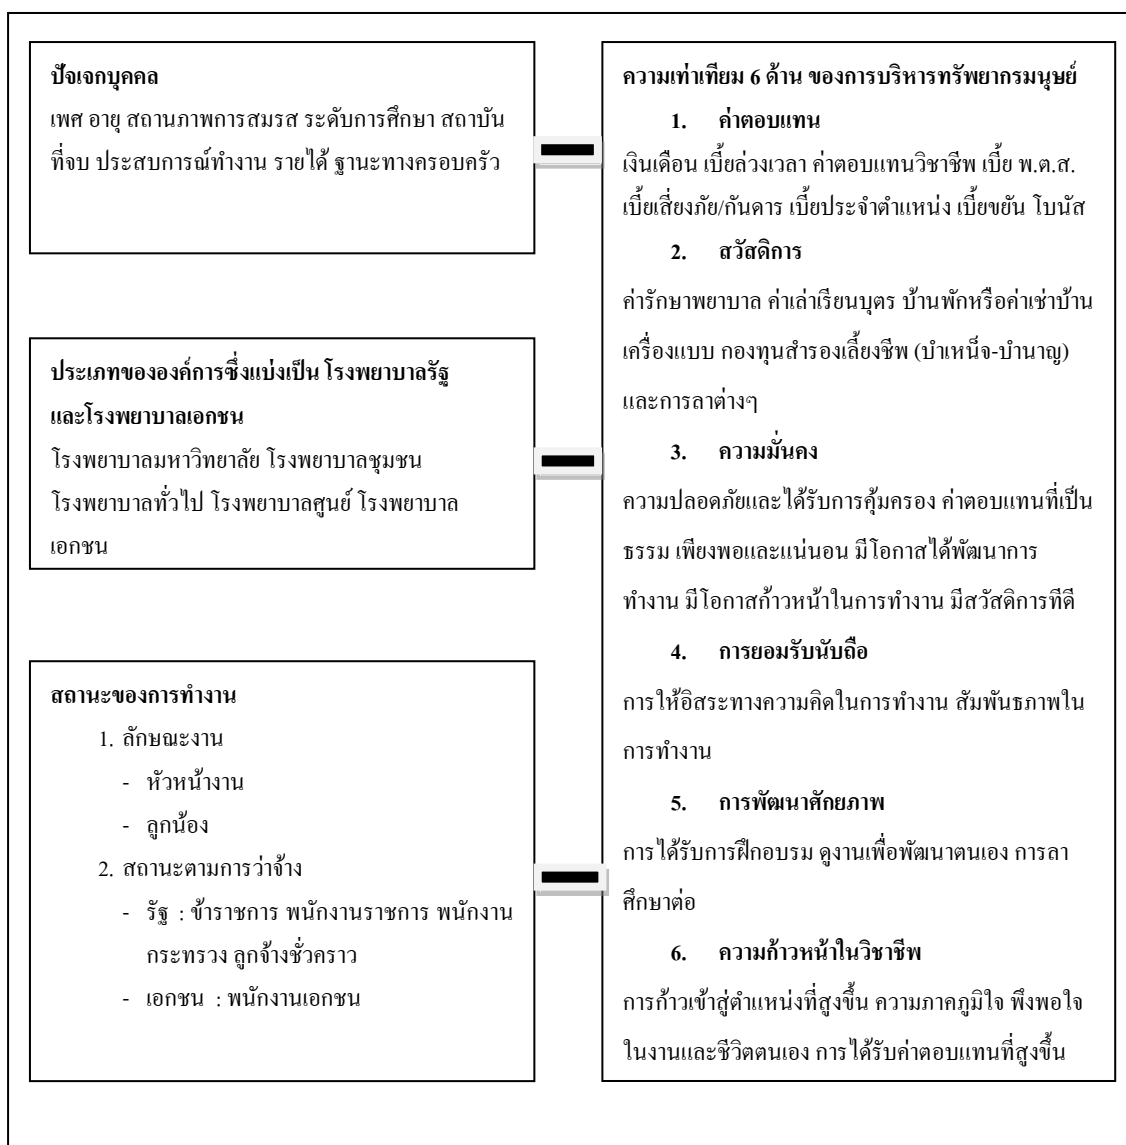 ปัจเจกบุคคล
เพศ อายุ สถานภาพการสมรส ระดับการศึกษา สถาบัน
ที่จบ ประสบการณ์ทำงาน รายได้ ฐานะทางครอบครัว
ประเภทขององค์การซึ่งแบ่งเป็น โรงพยาบาลรัฐ
และโรงพยาบาลเอกชน
โรงพยาบาลมหาวิทยาลัย โรงพยาบาลชุมชน
โรงพยาบาลทั่วไป โรงพยาบาลศูนย์ โรงพยาบาล
เอกชน
สถานะของการทำงาน
1. ลักษณะงาน
- หัวหน้างาน
- ลูกน้อง
2. สถานะตามการว่าจ้าง
- รัฐ : ข้าราชการ พนักงานราชการ พนักงาน
กระทรวง ลูกจ้างชั่วคราว
- เอกชน : พนักงานเอกชน
ความเท่าเทียม 6 ด้าน ของการบริหารทรัพยากรมนุษย์
1. ค่าตอบแทน
เงินเดือน เบี้ยล่วงเวลา ค่าตอบแทนวิชาชีพ เบี้ย พ.ต.ส.
เบี้ยเสี่ยงภัย/กันดาร เบี้ยประจำตำแหน่ง เบี้ยขยัน โบนัส
2. สวัสดิการ
ค่ารักษาพยาบาล ค่าเล่าเรียนบุตร บ้านพักหรือค่าเช่าบ้าน
เครื่องแบบ กองทุนสำรองเลี้ยงชีพ (บำเหน็จ-บำนาญ)
และการลาต่างๆ
3. ความมั่นคง
ความปลอดภัยและได้รับการคุ้มครอง ค่าตอบแทนที่เป็น
ธรรม เพียงพอและแน่นอน มีโอกาสได้พัฒนาการ
ทำงาน มีโอกาสก้าวหน้าในการทำงาน มีสวัสดิการทีดี
4. การยอมรับนับถือ
การให้อิสระทางความคิดในการทำงาน สัมพันธภาพใน
การทำงาน
5. การพัฒนาศักยภาพ
การได้รับการฝึกอบรม ดูงานเพื่อพัฒนาตนเอง การลา
ศึกษาต่อ
6. ความก้าวหน้าในวิชาชีพ
การก้าวเข้าสู่ตำแหน่งที่สูงขึ้น ความภาคภูมิใจ พึงพอใจ
ในงานและชีวิตตนเอง การได้รับค่าตอบแทนที่สูงขึ้น